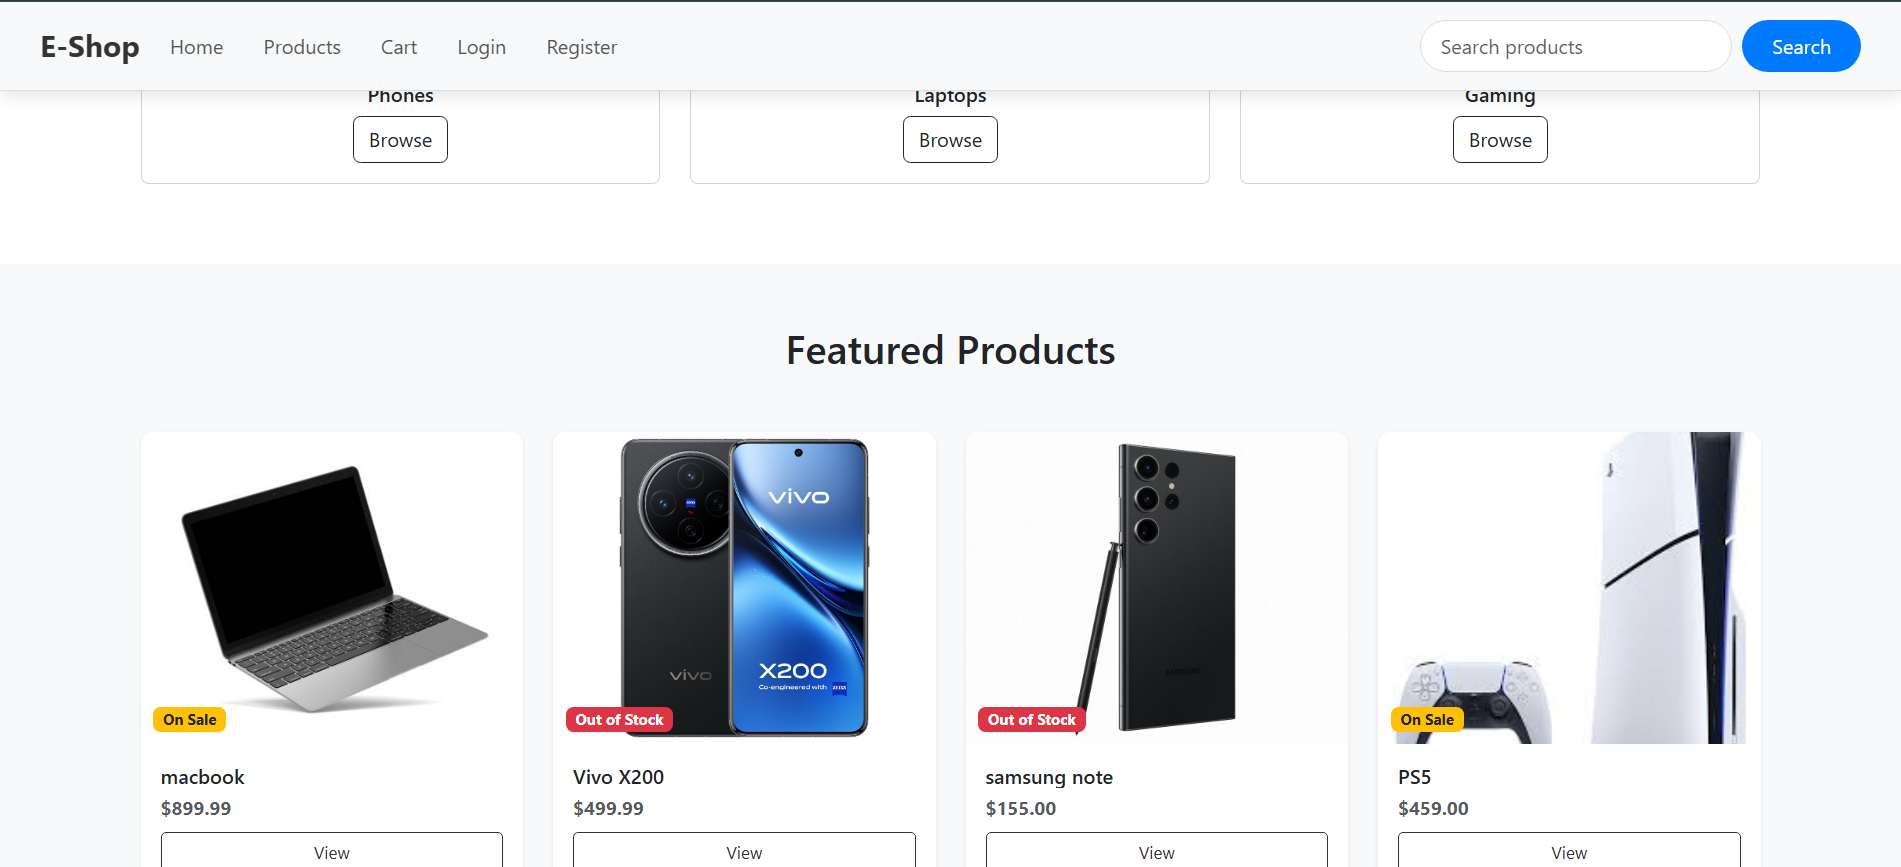 E-Shop Home Products Cart Login Register Search products Search
Phones Laptops Gaming
Browse Browse Browse
Featured Products
vivo
vivo
X200
Co-engineered with ZEISS
SAMSUNG
On Sale Out of Stock Out of Stock On Sale
macbook Vivo X200 samsung note PS5
$899.99 $499.99 $155.00 $459.00
View View View View